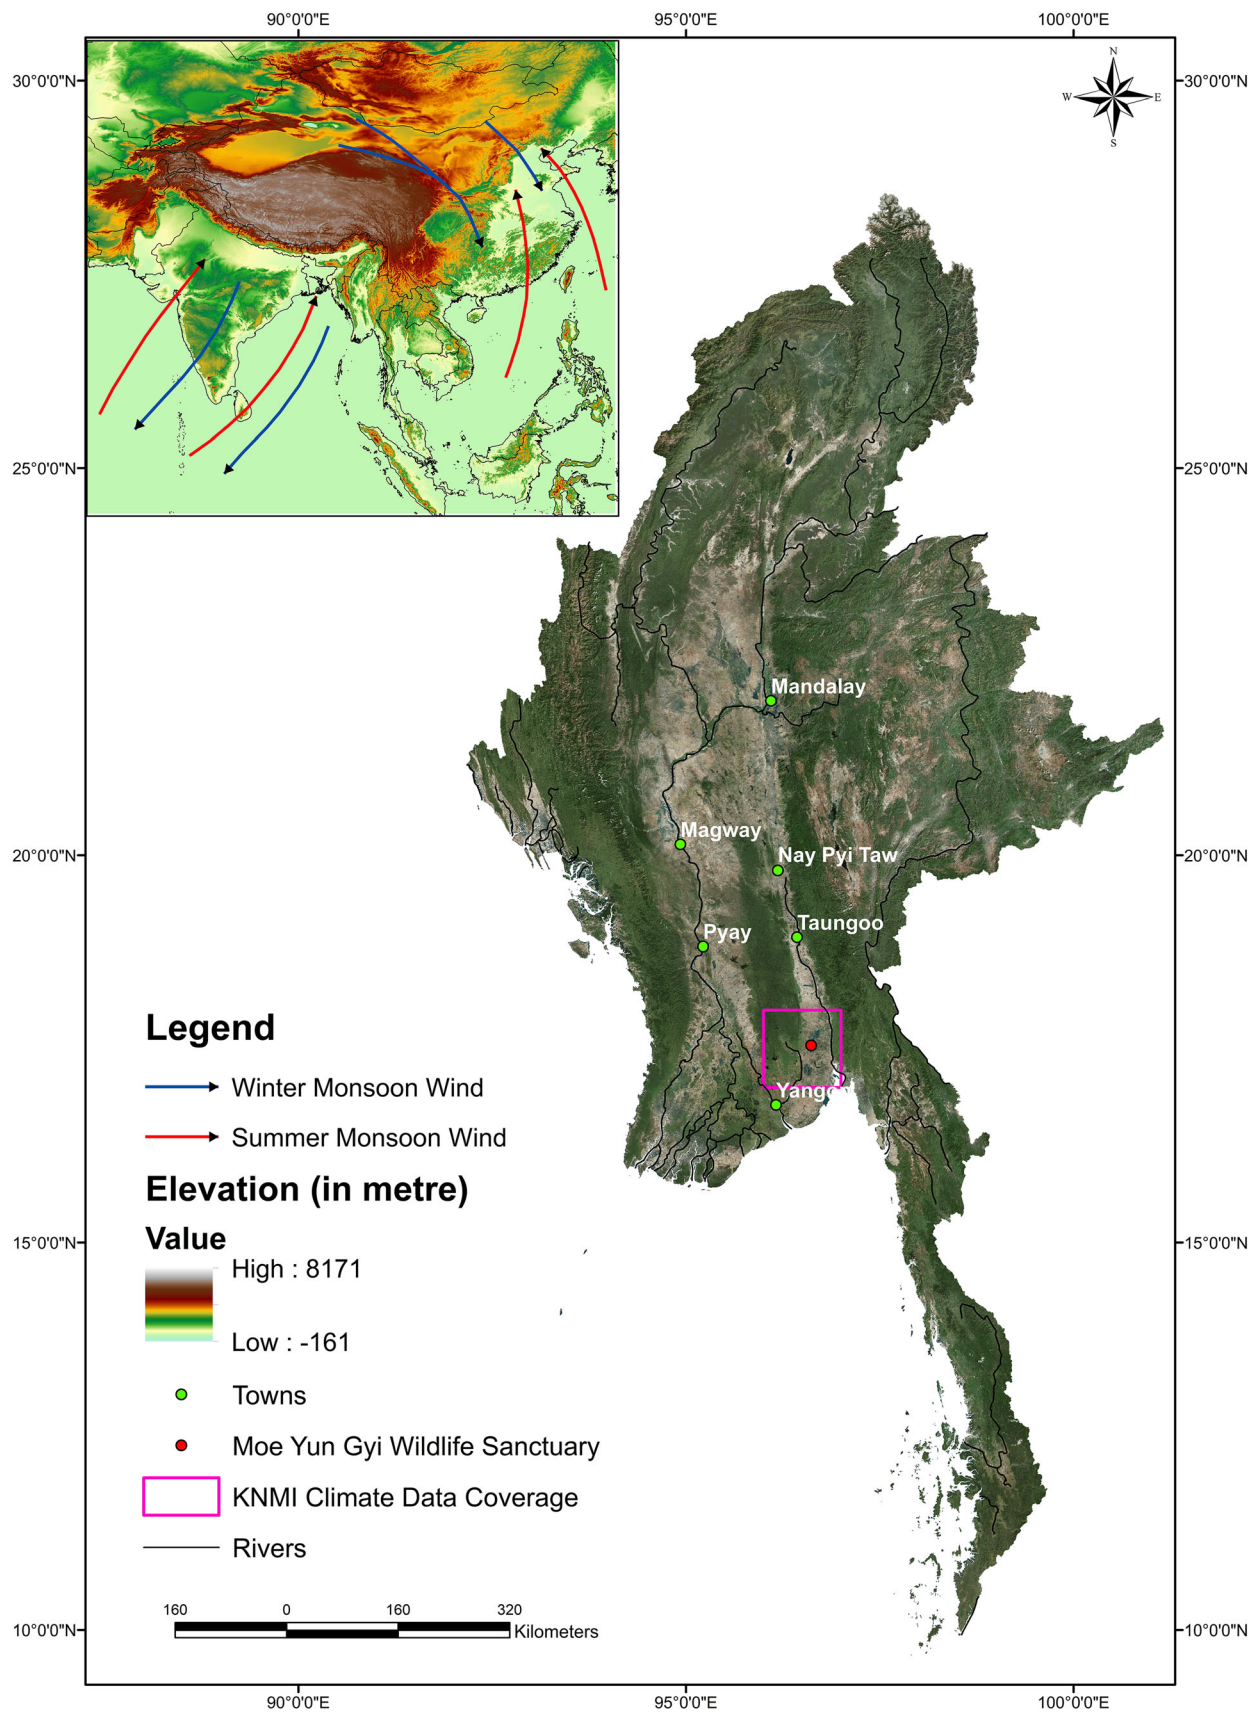 90°0'0"E 95°0'0"E 100°0'0"E
30°0'0"N 30°0'0"N
N
W E
S
25°0'0"N 25°0'0"N
Mandalay
Magway
20°0'0"N Nay Pyi Taw 20°0'0"N
Taungoo
Pyay
Legend
Winter Monsoon Wind
Yangon
Summer Monsoon Wind
Elevation (in metre)
Value
15°0'0"N 15°0'0"N
High : 8171
Low : -161
Towns
Moe Yun Gyi Wildlife Sanctuary
KNMI Climate Data Coverage
Rivers
160 0 160 320
Kilometers
10°0'0"N 10°0'0"N
90°0'0"E 95°0'0"E 100°0'0"E